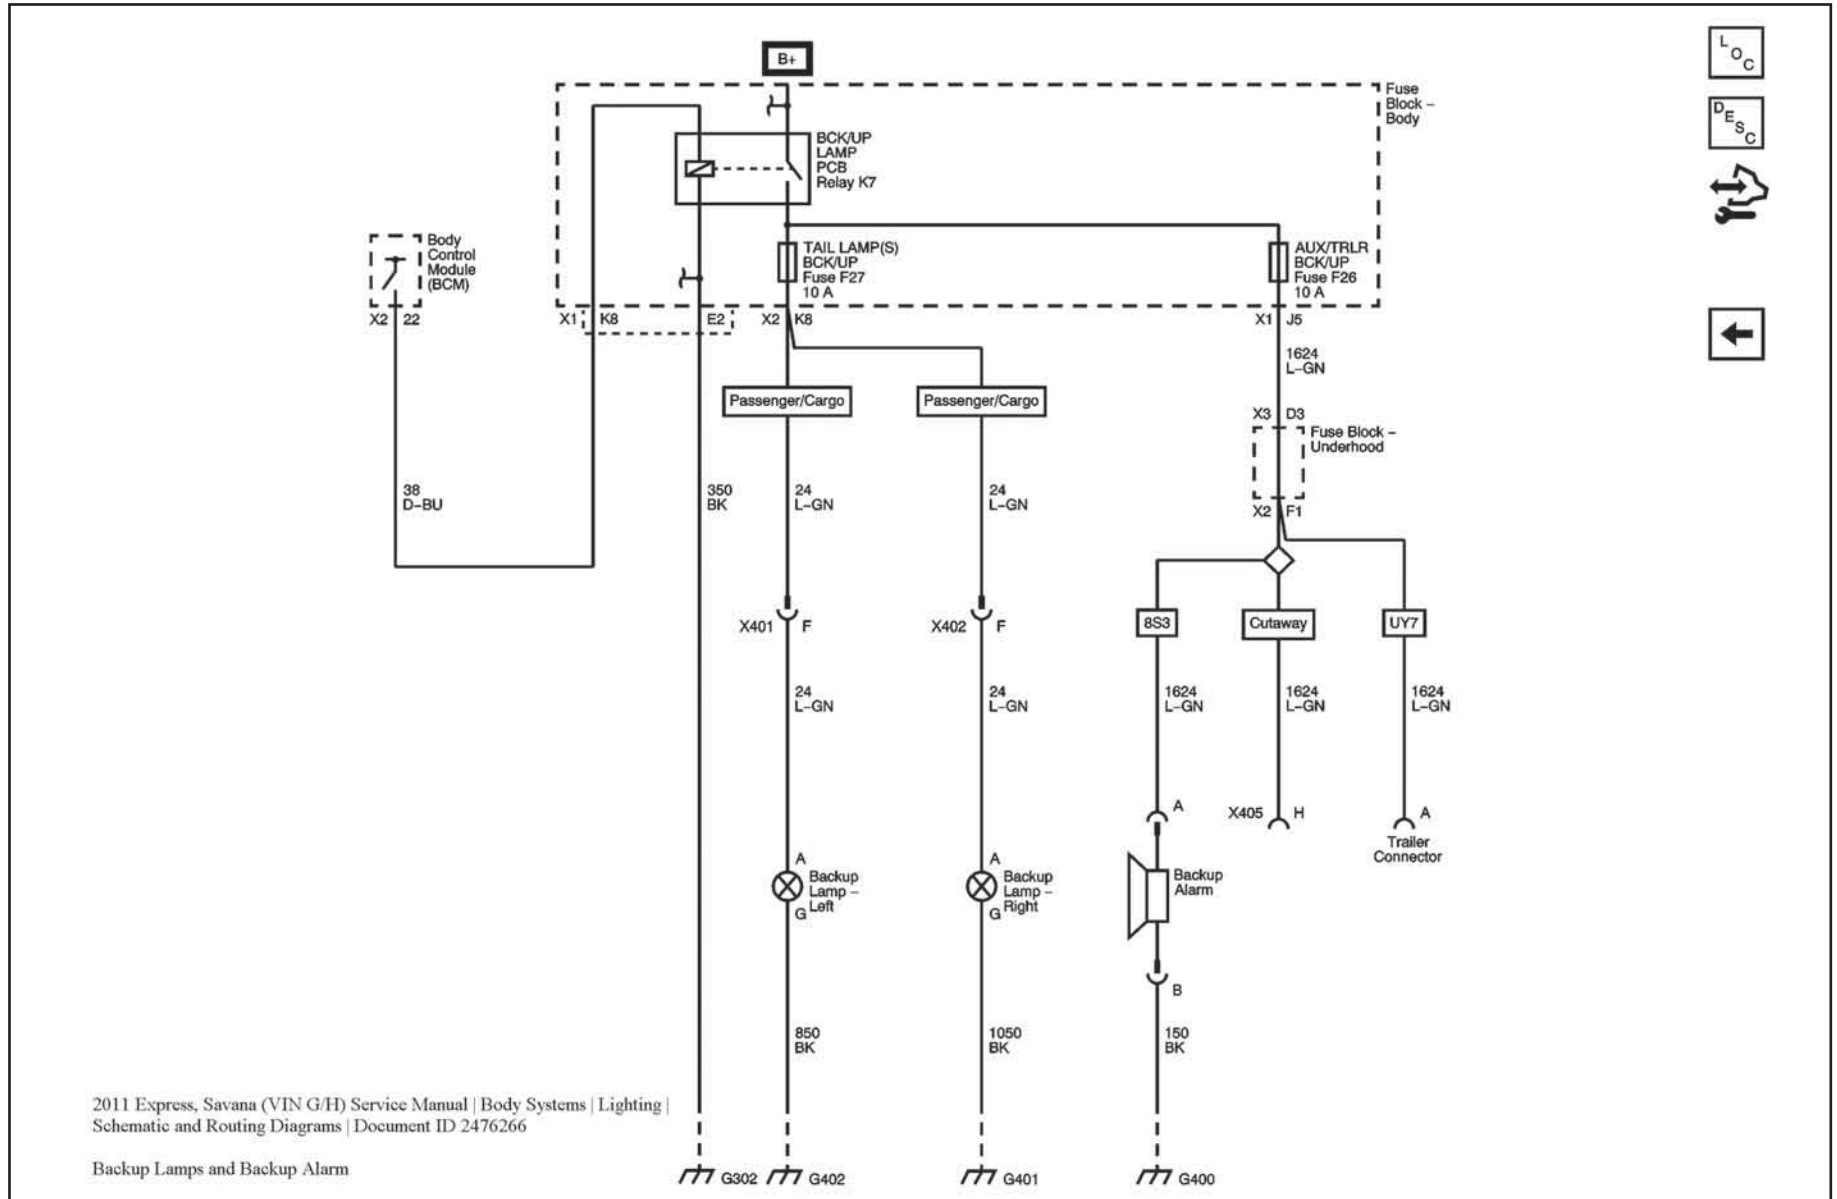 B+
L
O
C
Fuse
Block –
Body
D
E
S
C
BCK/UP
LAMP
PCB
Relay K7
Body
Control
Module
(BCM)
TAIL LAMP(S)
BCK/UP
Fuse F27
10 A
AUX/TRLR
BCK/UP
Fuse F26
10 A
X2 22
X1 K8
E2
X2 K8
X1 J5
1624
L–GN
Passenger/Cargo
Passenger/Cargo
X3 D3
Fuse Block –
Underhood
38
D–BU
350
BK
24
L–GN
24
L–GN
X2 F1
X401 F
X402 F
8S3
Cutaway
UY7
24
L–GN
24
L–GN
1624
L–GN
1624
L–GN
1624
L–GN
A
X405 H
A
Trailer
Connector
A
Backup
Lamp –
Left
G
A
Backup
Lamp –
Right
G
Backup
Alarm
B
850
BK
1050
BK
150
BK
2011 Express, Savana (VIN G/H) Service Manual | Body Systems | Lighting |
Schematic and Routing Diagrams | Document ID 2476266
Backup Lamps and Backup Alarm
G302
G402
G401
G400